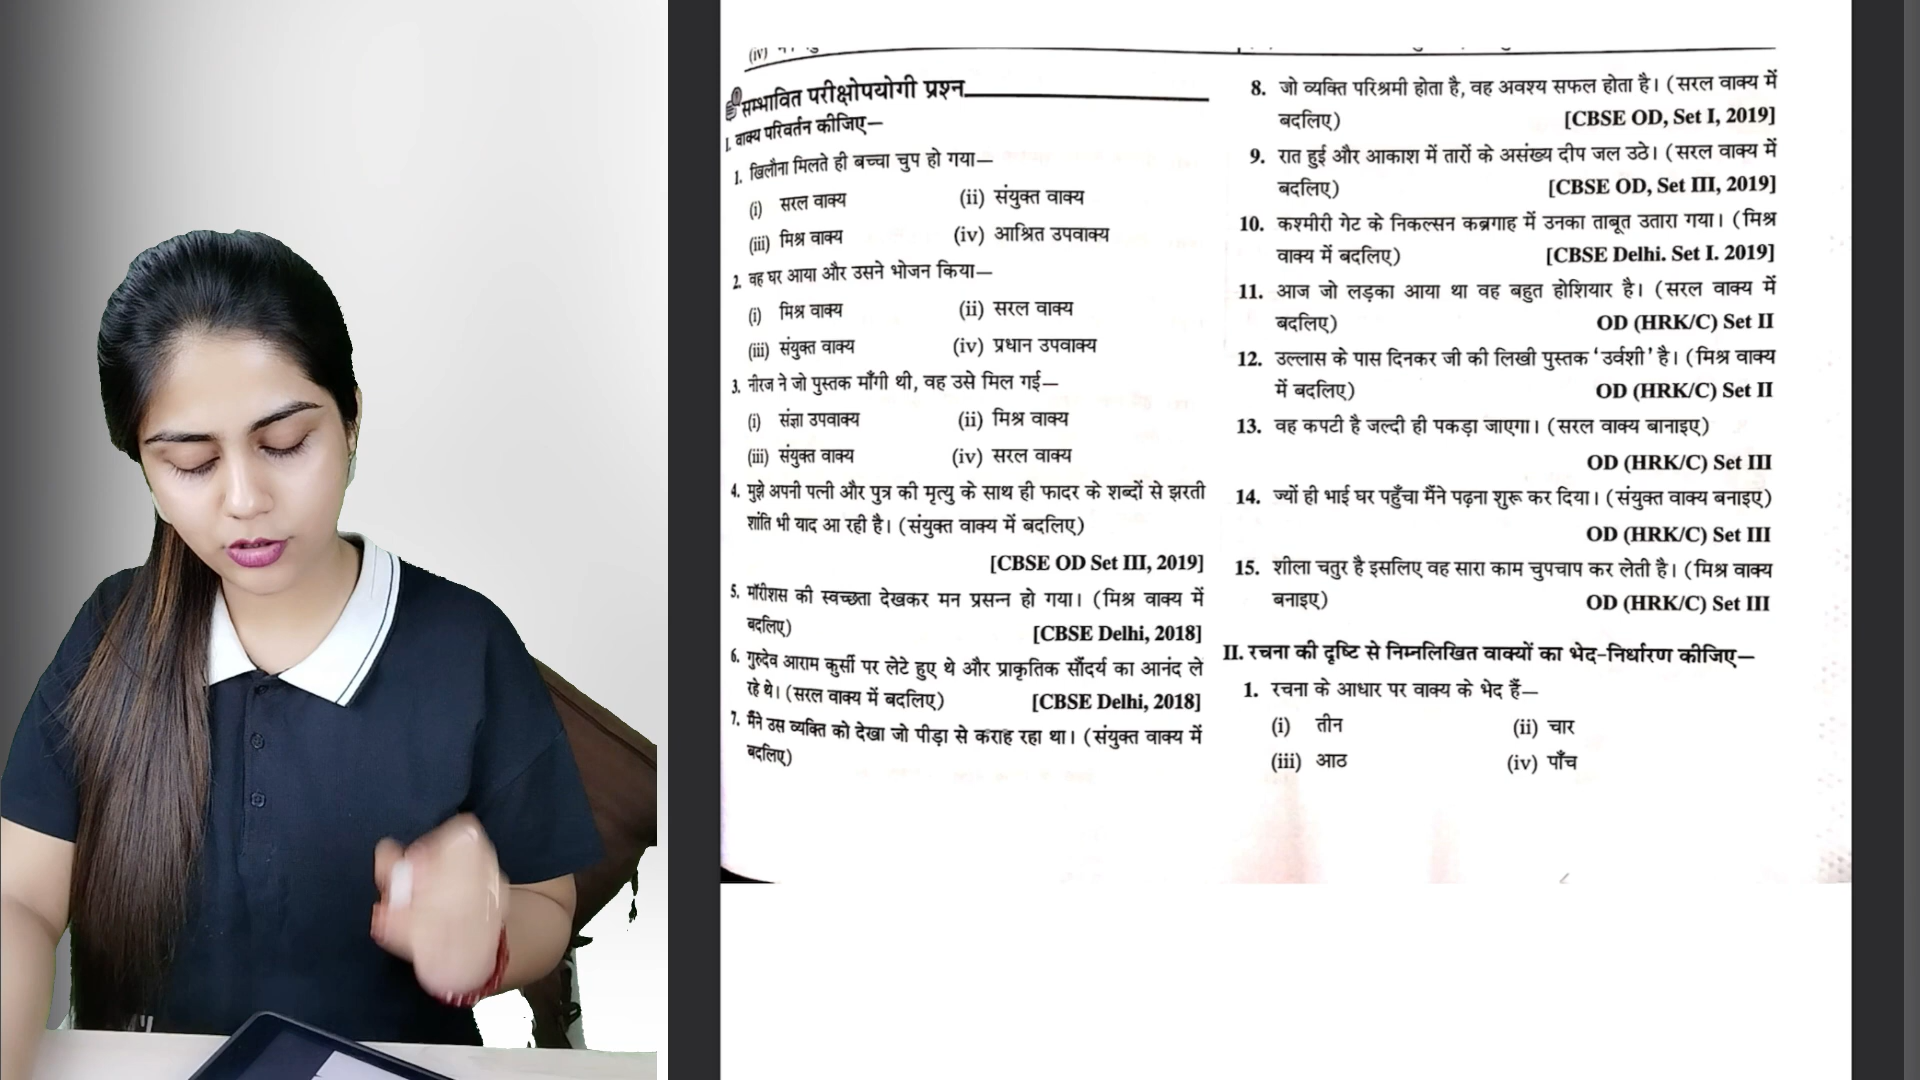 (iv)
सम्भावित परीक्षोपयोगी प्रश्न
I. वाक्य परिवर्तन कीजिए—
1. खिलौना मिलते ही बच्चा चुप हो गया—
(i) सरल वाक्य (ii) संयुक्त वाक्य
(iii) मिश्र वाक्य (iv) आश्रित उपवाक्य
2. वह घर आया और उसने भोजन किया—
(i) मिश्र वाक्य (ii) सरल वाक्य
(iii) संयुक्त वाक्य (iv) प्रधान उपवाक्य
3. नीरज ने जो पुस्तक माँगी थी, वह उसे मिल गई—
(i) संज्ञा उपवाक्य (ii) मिश्र वाक्य
(iii) संयुक्त वाक्य (iv) सरल वाक्य
4. मुझे अपनी पत्नी और पुत्र की मृत्यु के साथ ही फादर के शब्दों से झरती
शांति भी याद आ रही है। (संयुक्त वाक्य में बदलिए)
[CBSE OD Set III, 2019]
5. मॉरीशस की स्वच्छता देखकर मन प्रसन्न हो गया। (मिश्र वाक्य में
बदलिए) [CBSE Delhi, 2018]
6. गुरुदेव आराम कुर्सी पर लेटे हुए थे और प्राकृतिक सौंदर्य का आनंद ले
रहे थे। (सरल वाक्य में बदलिए) [CBSE Delhi, 2018]
7. मैंने उस व्यक्ति को देखा जो पीड़ा से कराह रहा था। (संयुक्त वाक्य में
बदलिए)
8. जो व्यक्ति परिश्रमी होता है, वह अवश्य सफल होता है। (सरल वाक्य में
बदलिए) [CBSE OD, Set I, 2019]
9. रात हुई और आकाश में तारों के असंख्य दीप जल उठे। (सरल वाक्य में
बदलिए) [CBSE OD, Set III, 2019]
10. कश्मीरी गेट के निकल्सन कब्रगाह में उनका ताबूत उतारा गया। (मिश्र
वाक्य में बदलिए) [CBSE Delhi. Set I. 2019]
11. आज जो लड़का आया था वह बहुत होशियार है। (सरल वाक्य में
बदलिए) OD (HRK/C) Set II
12. उल्लास के पास दिनकर जी की लिखी पुस्तक 'उर्वशी' है। (मिश्र वाक्य
में बदलिए) OD (HRK/C) Set II
13. वह कपटी है जल्दी ही पकड़ा जाएगा। (सरल वाक्य बानाइए)
OD (HRK/C) Set III
14. ज्यों ही भाई घर पहुँचा मैंने पढ़ना शुरू कर दिया। (संयुक्त वाक्य बनाइए)
OD (HRK/C) Set III
15. शीला चतुर है इसलिए वह सारा काम चुपचाप कर लेती है। (मिश्र वाक्य
बनाइए) OD (HRK/C) Set III
II. रचना की दृष्टि से निम्नलिखित वाक्यों का भेद-निर्धारण कीजिए—
1. रचना के आधार पर वाक्य के भेद हैं—
(i) तीन (ii) चार
(iii) आठ (iv) पाँच